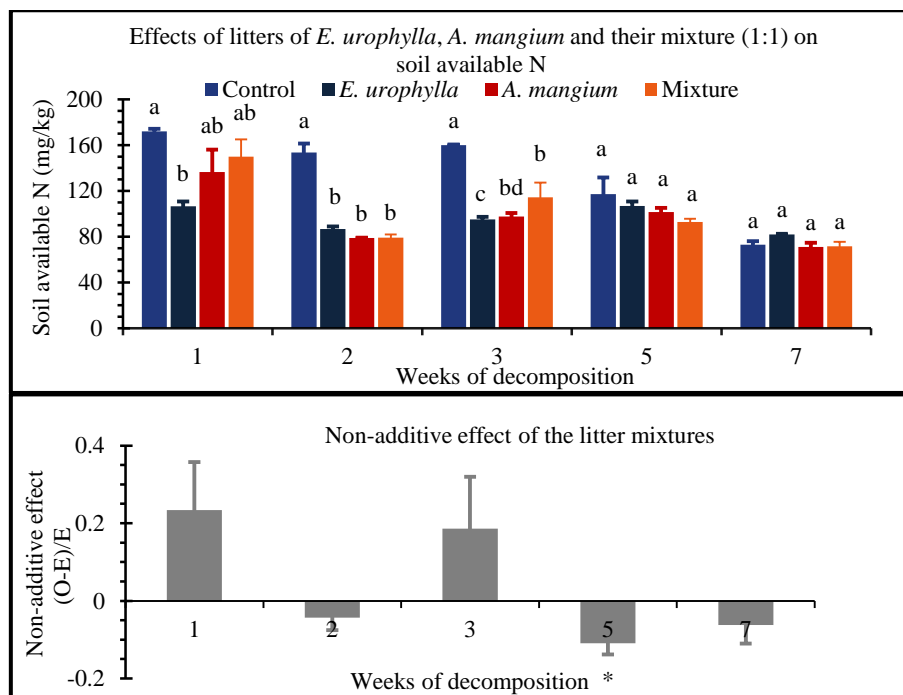 Effects of litters of E. urophylla, A. mangium and their mixture (1:1) on
soil available N
Control E. urophylla A. mangium Mixture
Soil available N (mg/kg)
200
160
120
80
40
0
a b ab ab
a b b b
a c bd b
a a a a
a a a a
1 2 3 5 7
Weeks of decomposition
Non-additive effect of the litter mixtures
Non-additive effect
(O-E)/E
0.4
0.2
0
-0.2
1 2 3 5 7
Weeks of decomposition *